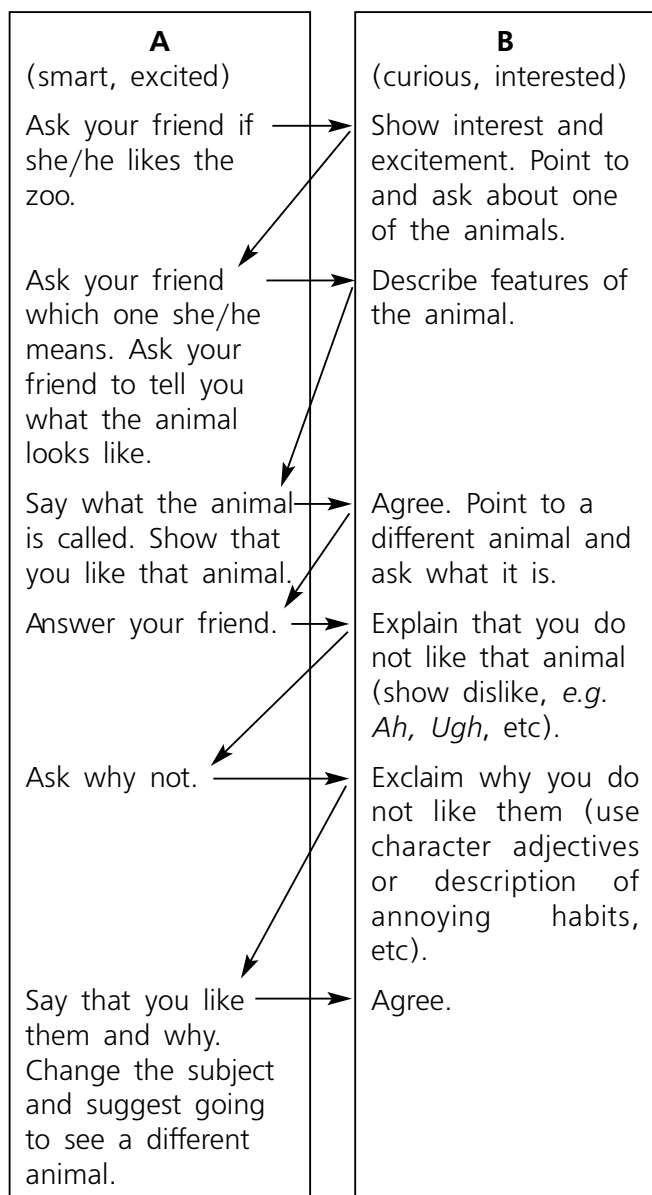 A
(smart, excited)
Ask your friend if
she/he likes the
zoo.
Ask your friend
which one she/he
means. Ask your
friend to tell you
what the animal
looks like.
Say what the animal
is called. Show that
you like that animal.
Answer your friend.
Ask why not.
Say that you like
them and why.
Change the subject
and suggest going
to see a different
animal.
B
(curious, interested)
Show interest and
excitement. Point to
and ask about one
of the animals.
Describe features of
the animal.
Agree. Point to a
different animal and
ask what it is.
Explain that you do
not like that animal
(show dislike, e.g.
Ah, Ugh, etc).
Exclaim why you do
not like them (use
character adjectives
or description of
annoying habits,
etc).
Agree.